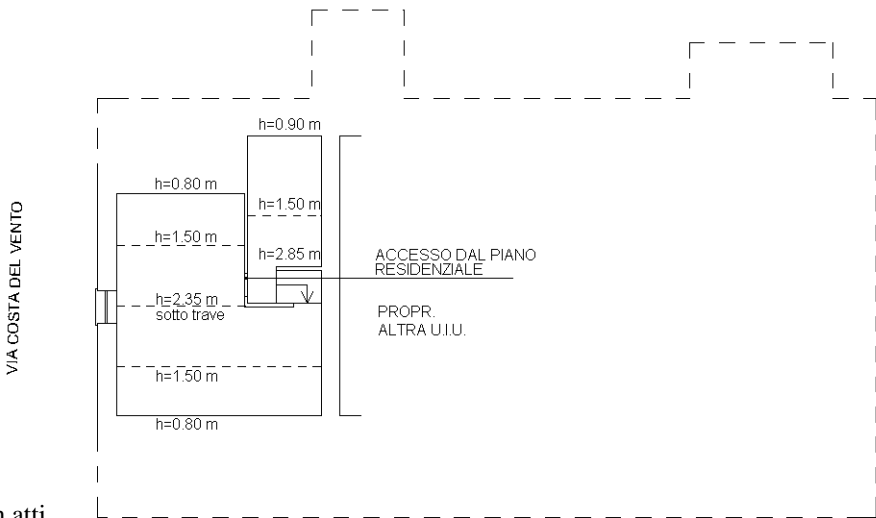 h=0.90 m
h=0.80 m
h=1.50 m
h=1.50 m
h=2.85 m
ACCESSO DAL PIANO
RESIDENZIALE
h=2.35 m
sotto trave
PROPR.
ALTRA U.I.U.
h=1.50 m
h=0.80 m
VIA COSTA DEL VENTO
atti